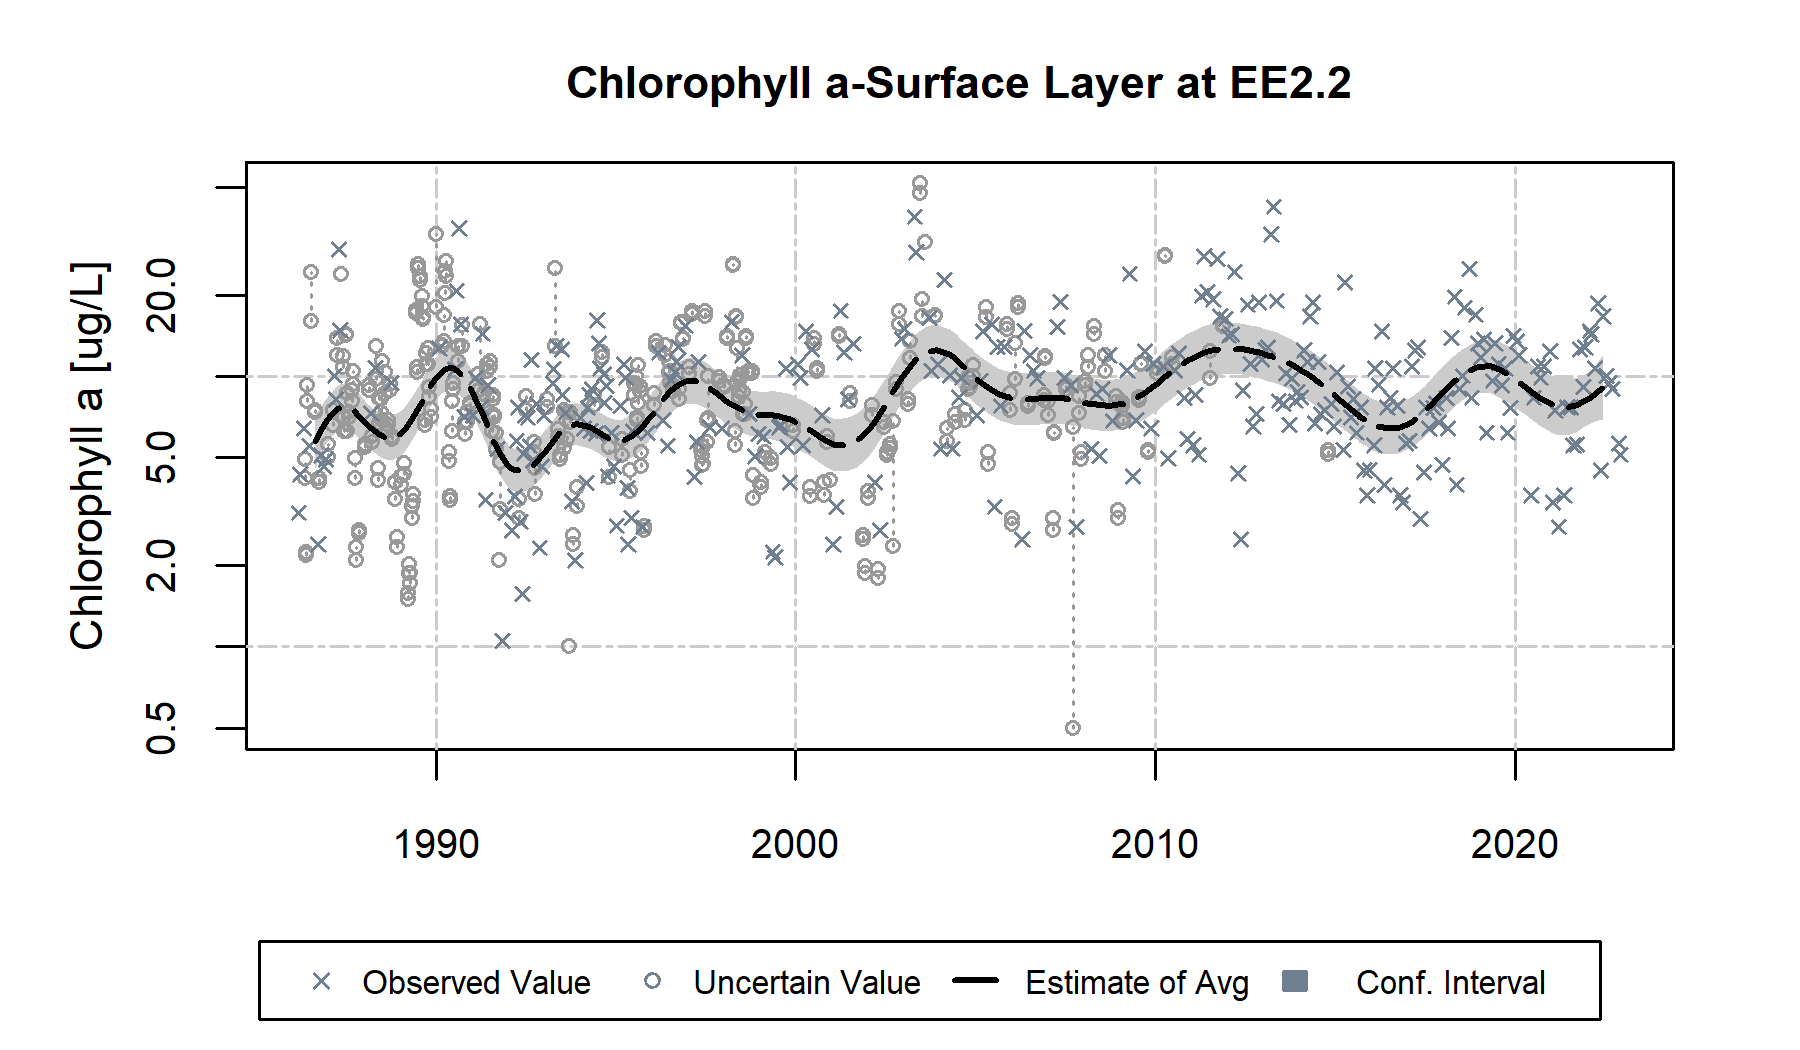 Chlorophyll a-Surface Layer at EE2.2
Chlorophyll a [ug/L]
20.0
5.0
2.0
0.5
1990 2000 2010 2020
Observed Value Uncertain Value Estimate of Avg Conf. Interval